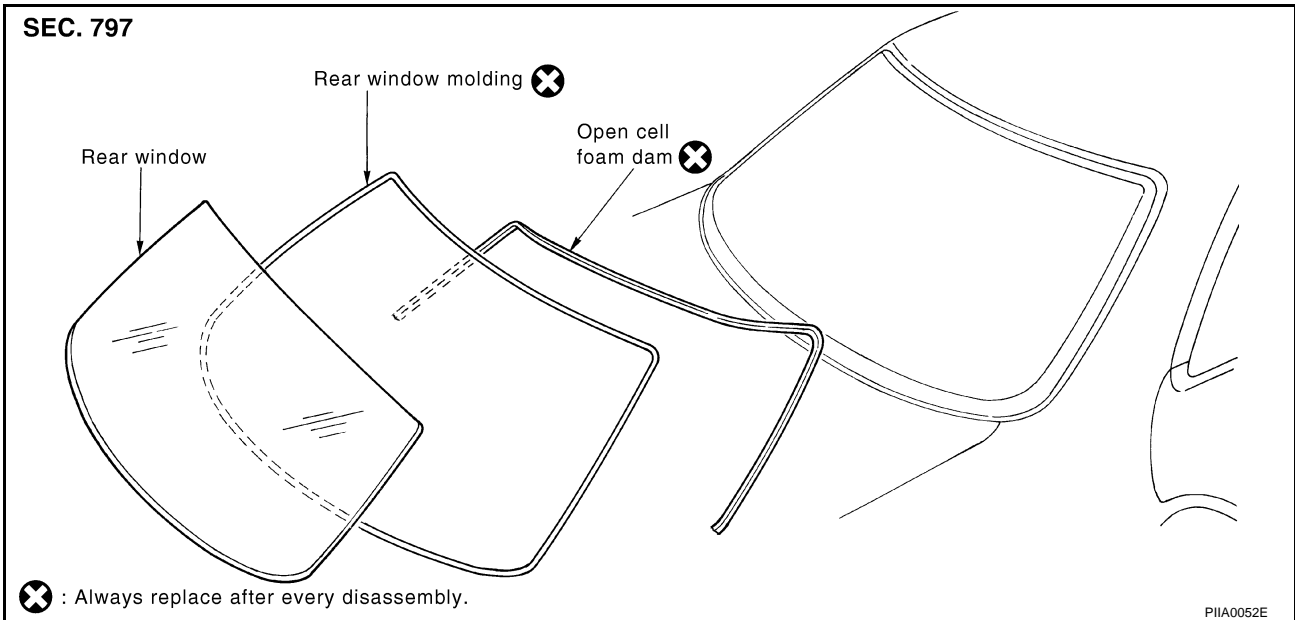 SEC. 797
Rear window molding
Open cell
foam dam
Rear window
: Always replace after every disassembly.
PIIA0052E